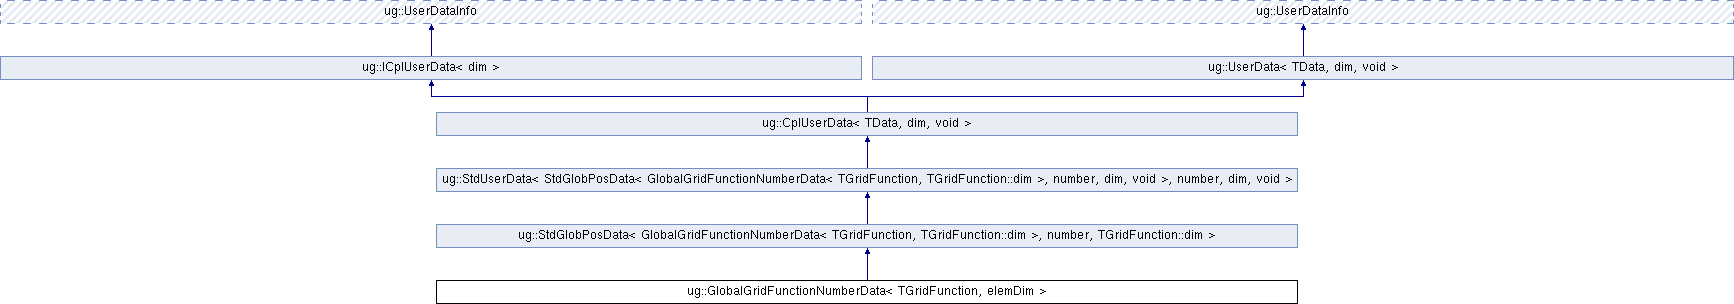 ug::UserDataInfo
ug::UserDataInfo
ug::ICplUserData< dim >
ug::UserData< TData, dim, void >
ug::CplUserData< TData, dim, void >
ug::StdUserData< StdGlobPosData< GlobalGridFunctionNumberData< TGridFunction, TGridFunction::dim >, number, dim, void >, number, dim, void >
ug::StdGlobPosData< GlobalGridFunctionNumberData< TGridFunction, TGridFunction::dim >, number, TGridFunction::dim >
ug::GlobalGridFunctionNumberData< TGridFunction, elemDim >